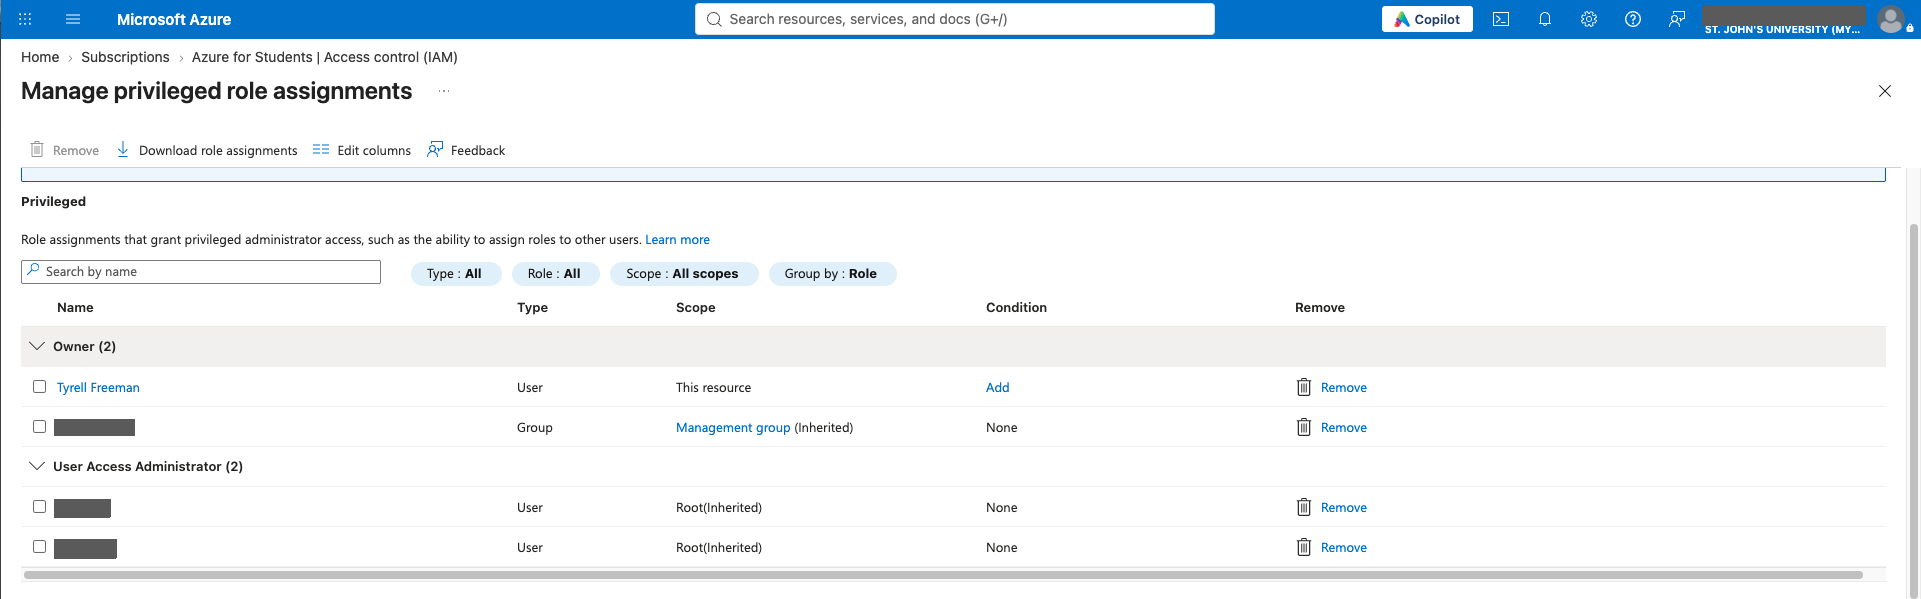 Microsoft Azure
Search resources, services, and docs (G+/)
Copilot
ST. JOHN'S UNIVERSITY (MY...
Home > Subscriptions > Azure for Students | Access control (IAM)
Manage privileged role assignments ...
Remove Download role assignments Edit columns Feedback
Privileged
Role assignments that grant privileged administrator access, such as the ability to assign roles to other users. Learn more
Search by name Type : All Role : All Scope : All scopes Group by : Role
Name Type Scope Condition Remove
Owner (2)
Tyrell Freeman User This resource Add Remove
Group Management group (Inherited) None Remove
User Access Administrator (2)
User Root(Inherited) None Remove
User Root(Inherited) None Remove